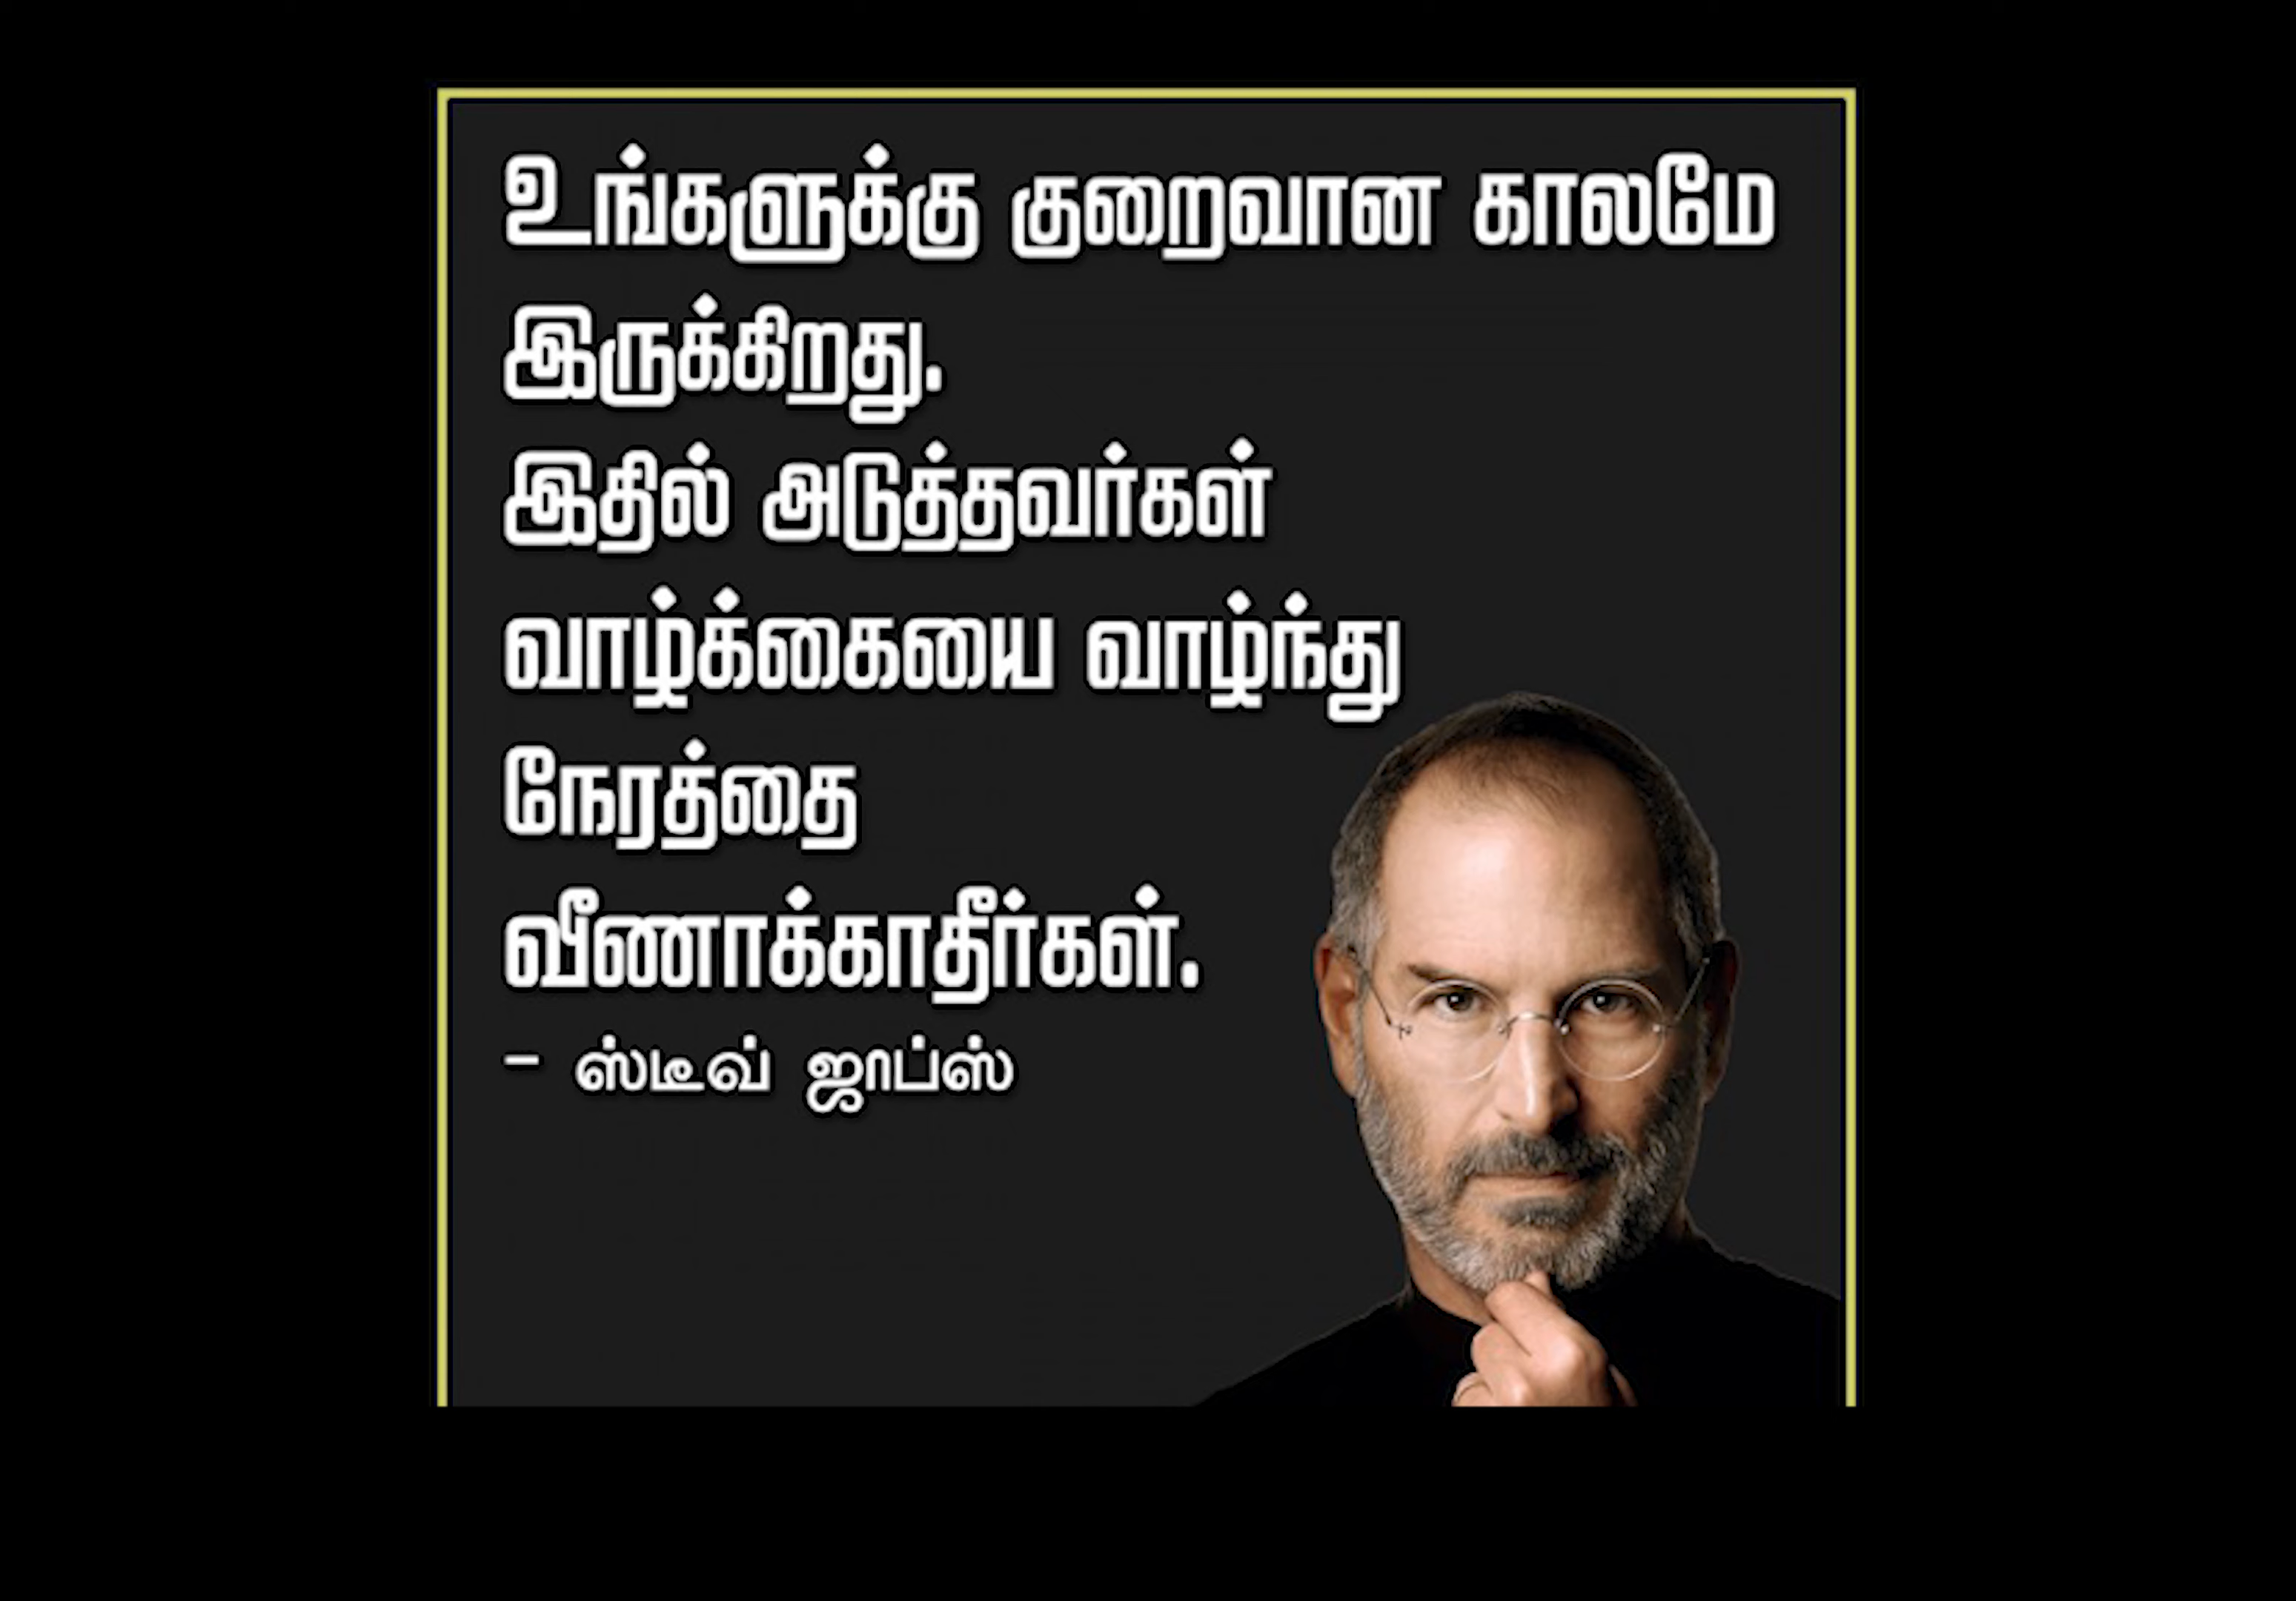 உங்களுக்கு குறைவான காலமே
இருக்கிறது.
இதில் அடுத்தவர்கள்
வாழ்க்கையை வாழ்ந்து
நேரத்தை
வீணாக்காதீர்கள்.
- ஸ்டீவ் ஜாப்ஸ்